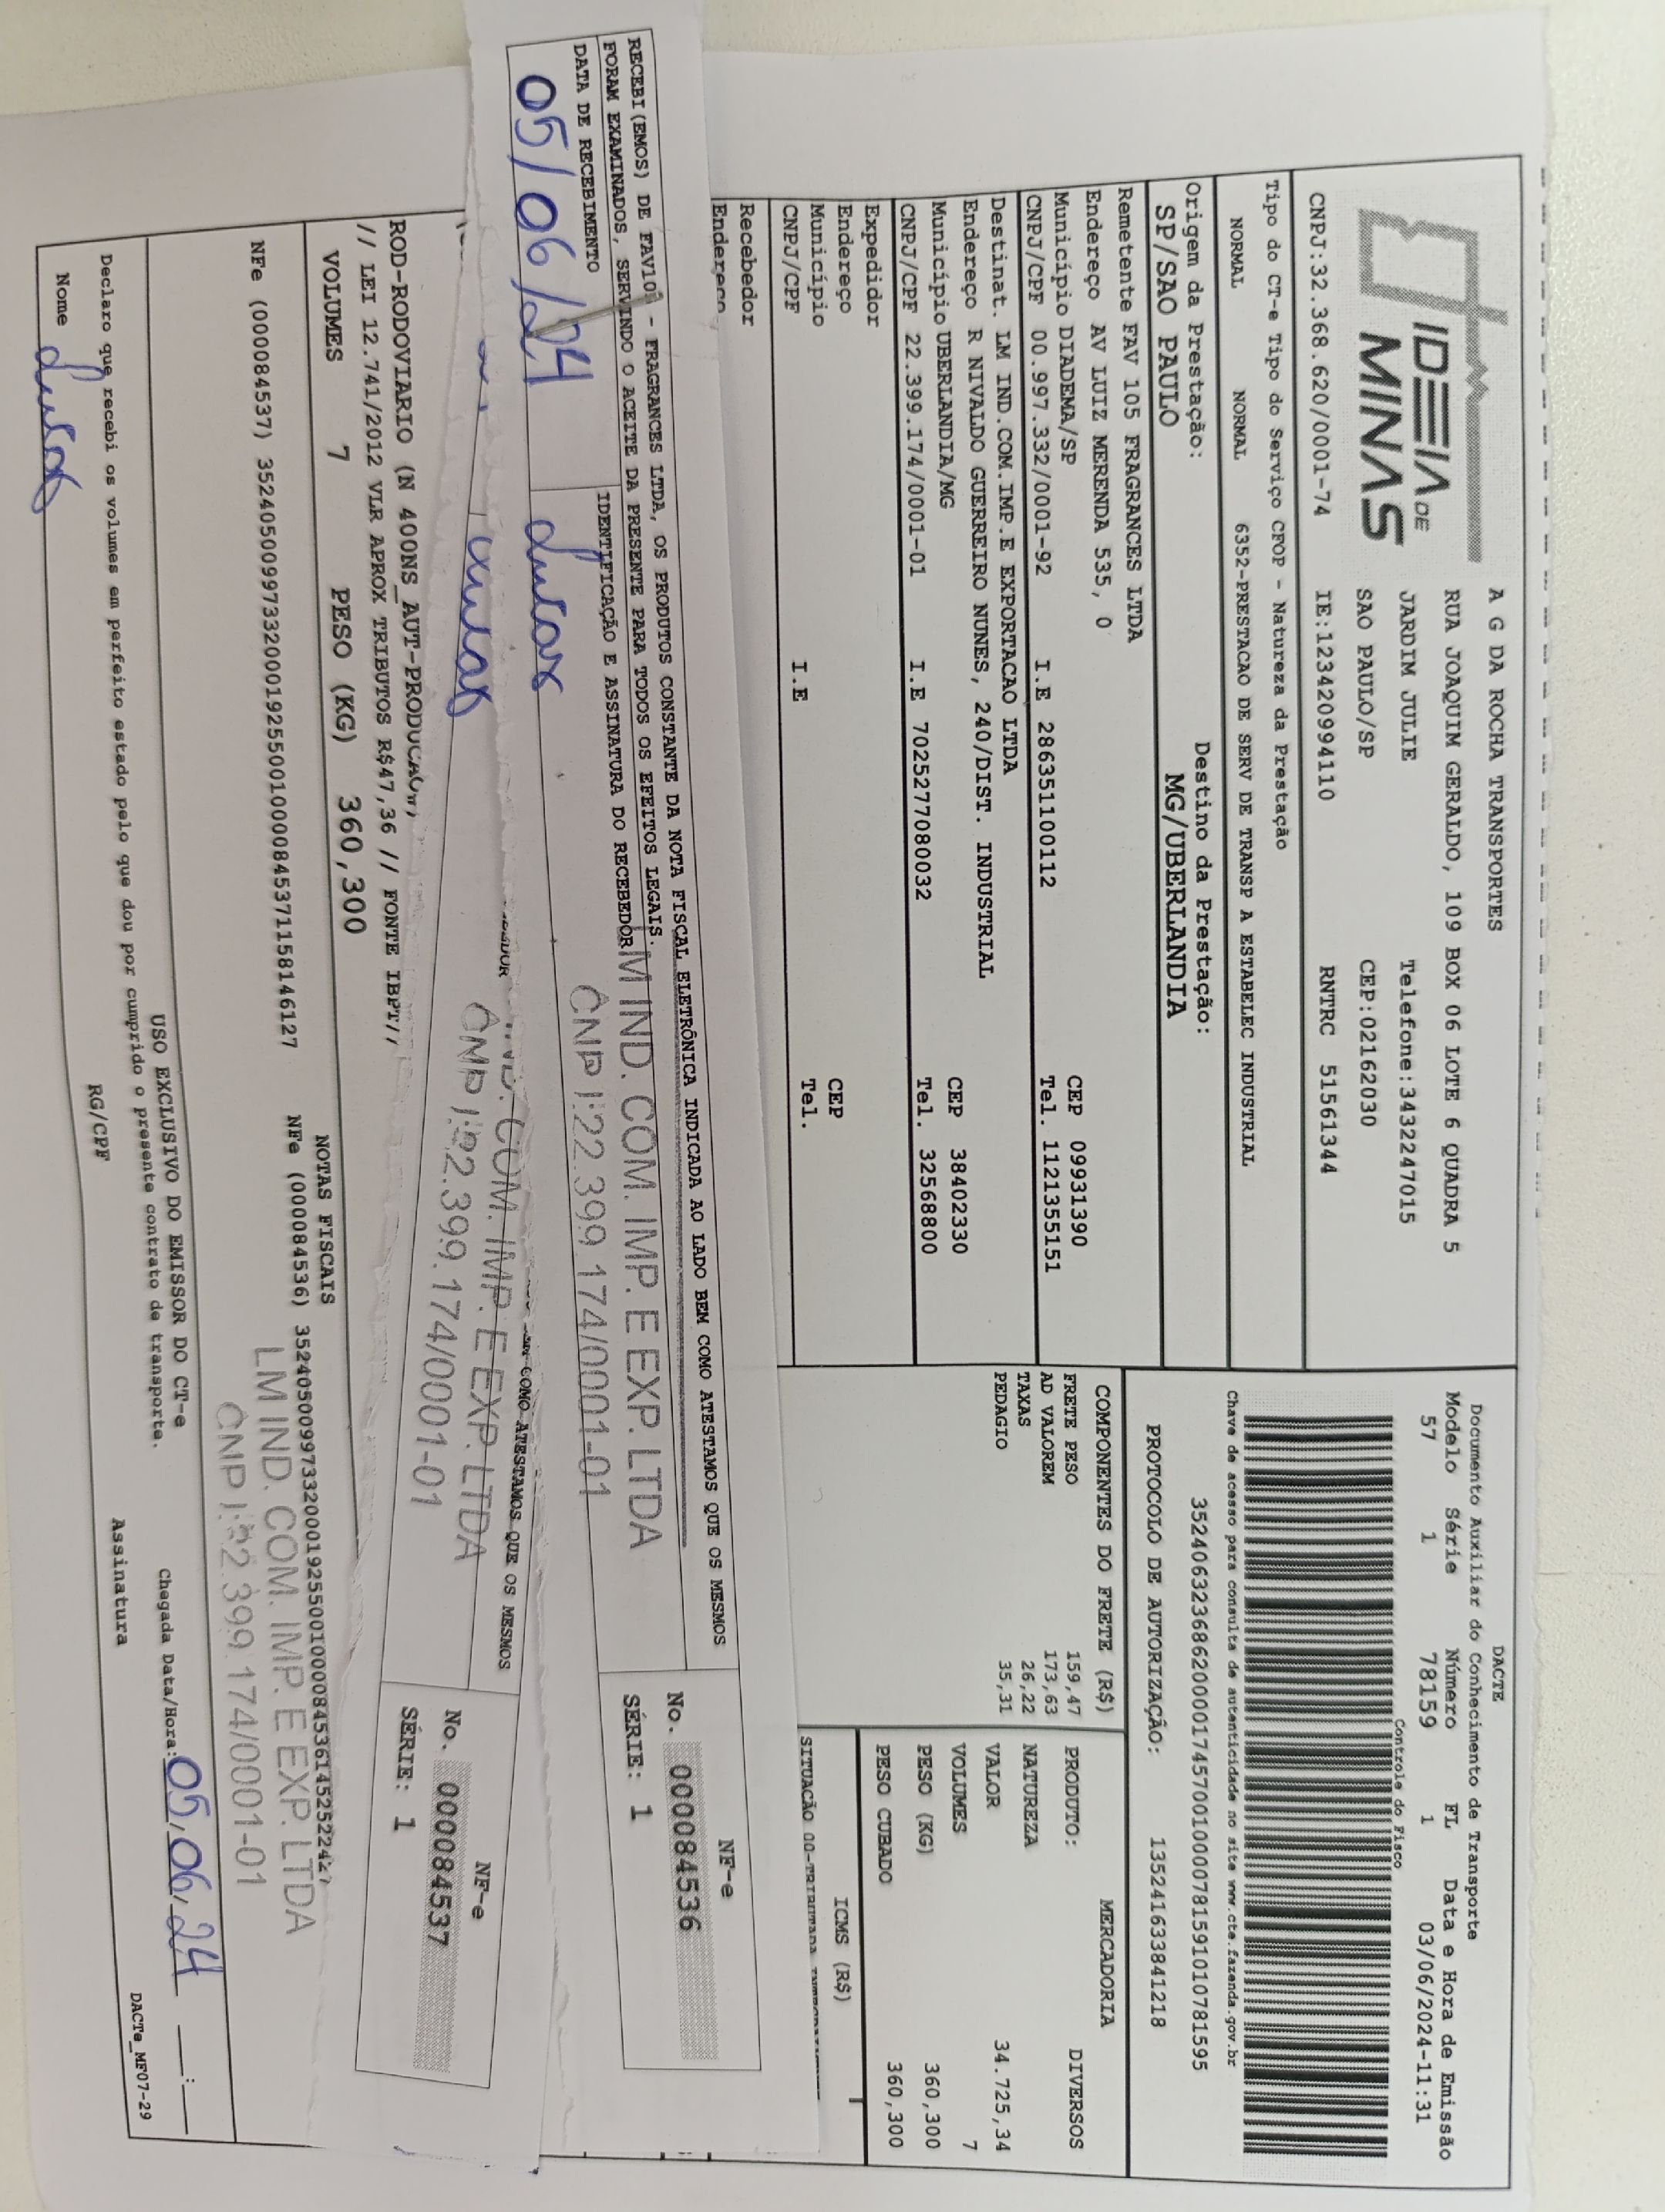 IDEIA DE
MINAS
A G DA ROCHA TRANSPORTES
RUA JOAQUIM GERALDO, 109 BOX 06 LOTE 6 QUADRA 5
JARDIM JULIE Telefone:3432247015
SAO PAULO/SP CEP:02162030
CNPJ:32.368.620/0001-74 IE:123420994110 RNTRC 51561344
Tipo do CT-e Tipo do Serviço CFOP - Natureza da Prestação
NORMAL NORMAL 6352-PRESTACAO DE SERV DE TRANSP A ESTABELEC INDUSTRIAL
Origem da Prestação: Destino da Prestação:
SP/SAO PAULO MG/UBERLANDIA
Remetente FAV 105 FRAGRANCES LTDA
Endereço AV LUIZ MERENDA 535, 0 CEP 09931390
Município DIADEMA/SP Tel. 1121355151
CNPJ/CPF 00.997.332/0001-92 I.E 286351100112
Destinat. LM IND.COM.IMP.E EXPORTACAO LTDA
Endereço R NIVALDO GUERREIRO NUNES, 240/DIST. INDUSTRIAL
Município UBERLANDIA/MG CEP 38402330
CNPJ/CPF 22.399.174/0001-01 I.E 7025277080032 Tel. 32568800
Expedidor
Endereço
Município CEP
CNPJ/CPF I.E Tel.
Recebedor
Endereço
DACTE
Documento Auxiliar do Conhecimento de Transporte
Modelo Série Número FL Data e Hora de Emissão
57 1 78159 1 03/06/2024-11:31
Controle do Fisco
Chave de acesso para consulta de autenticidade no site www.cte.fazenda.gov.br
35240632368620000174570010000781591010781595
PROTOCOLO DE AUTORIZAÇÃO: 135241633841218
COMPONENTES DO FRETE (R$)
FRETE PESO 159,47
AD VALOREM 173,63
TAXAS 26,22
PEDAGIO 35,31
MERCADORIA
PRODUTO: DIVERSOS
NATUREZA
VALOR 34.725,34
VOLUMES 7
PESO (KG) 360,300
PESO CUBADO 360,300
ICMS (R$)
SITUAÇÃO 00-TRIBUTADA
RECEBI(EMOS) DE FAV105 - FRAGRANCES LTDA, OS PRODUTOS CONSTANTE DA NOTA FISCAL ELETRÔNICA INDICADA AO LADO BEM COMO ATESTAMOS QUE OS MESMOS
FORAM EXAMINADOS, SERVINDO O ACEITE DA PRESENTE PARA TODOS OS EFEITOS LEGAIS.
DATA DE RECEBIMENTO IDENTIFICAÇÃO E ASSINATURA DO RECEBEDOR
05/06/24 Lucas
LM IND. COM. IMP. E EXP. LTDA
CNPJ:22.399.174/0001-01
NF-e
No. 000084536
SÉRIE: 1
COMO ATESTAMOS QUE OS MESMOS
Lucas
IND. COM. IMP. E EXP. LTDA
CNPJ:22.399.174/0001-01
NF-e
No. 000084537
SÉRIE: 1
ROD-RODOVIARIO (N 400NS_AUT-PRODUCAO
// LEI 12.741/2012 VLR APROX TRIBUTOS R$47,36 // FONTE IBPT//
VOLUMES 7 PESO (KG) 360,300
NOTAS FISCAIS
NFe (000084537) 35240500997332000192550010000845371158146127 NFe (000084536)
LM IND. COM. IMP. E EXP. LTDA
CNPJ:22.399.174/0001-01
USO EXCLUSIVO DO EMISSOR DO CT-e
Declaro que recebi os volumes em perfeito estado pelo que dou por cumprido o presente contrato de transporte.
Chegada Data/Hora: 05/06/24 __:__
Nome Lucas RG/CPF Assinatura
DACTe_MF07-29